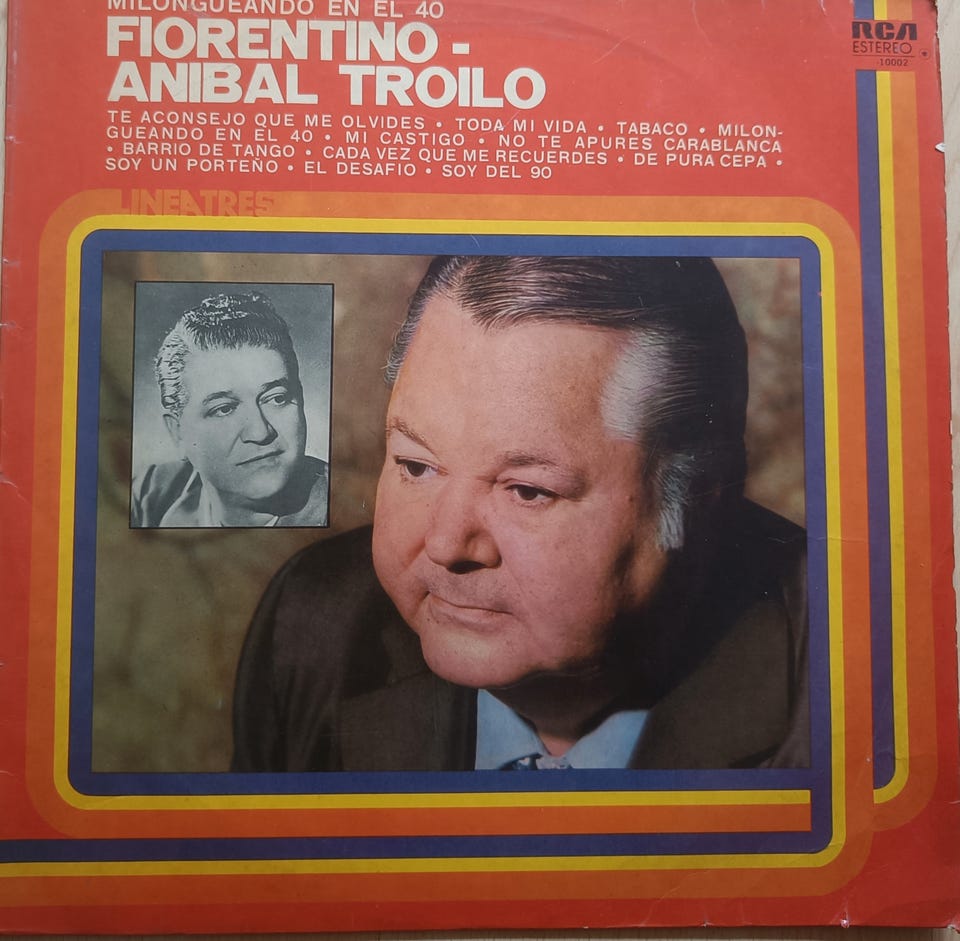 MILONGUEANDO EN EL 40
FIORENTINO -
ANIBAL TROILO
TE ACONSEJO QUE ME OLVIDES • TODA MI VIDA • TABACO • MILON-
GUEANDO EN EL 40 • MI CASTIGO • NO TE APURES CARABLANCA
• BARRIO DE TANGO • CADA VEZ QUE ME RECUERDES • DE PURA CEPA •
SOY UN PORTEÑO • EL DESAFIO • SOY DEL 90
LINEATRES
RCA
ESTEREO
-10002